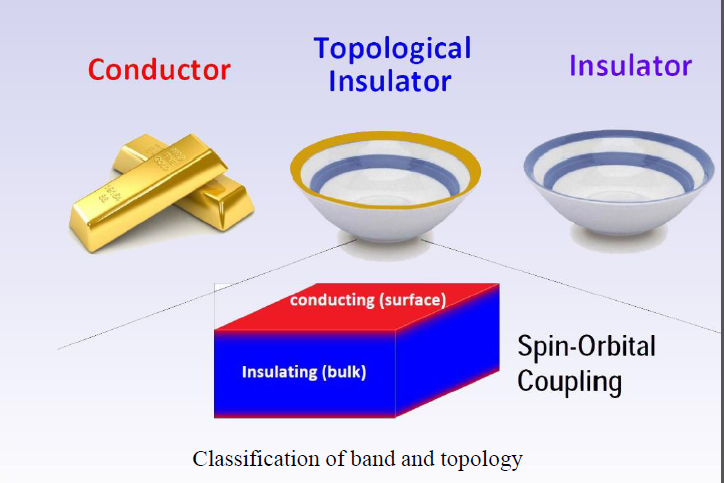 Conductor
Topological
Insulator
Insulator
conducting (surface)
Insulating (bulk)
Spin-Orbital
Coupling
Classification of band and topology